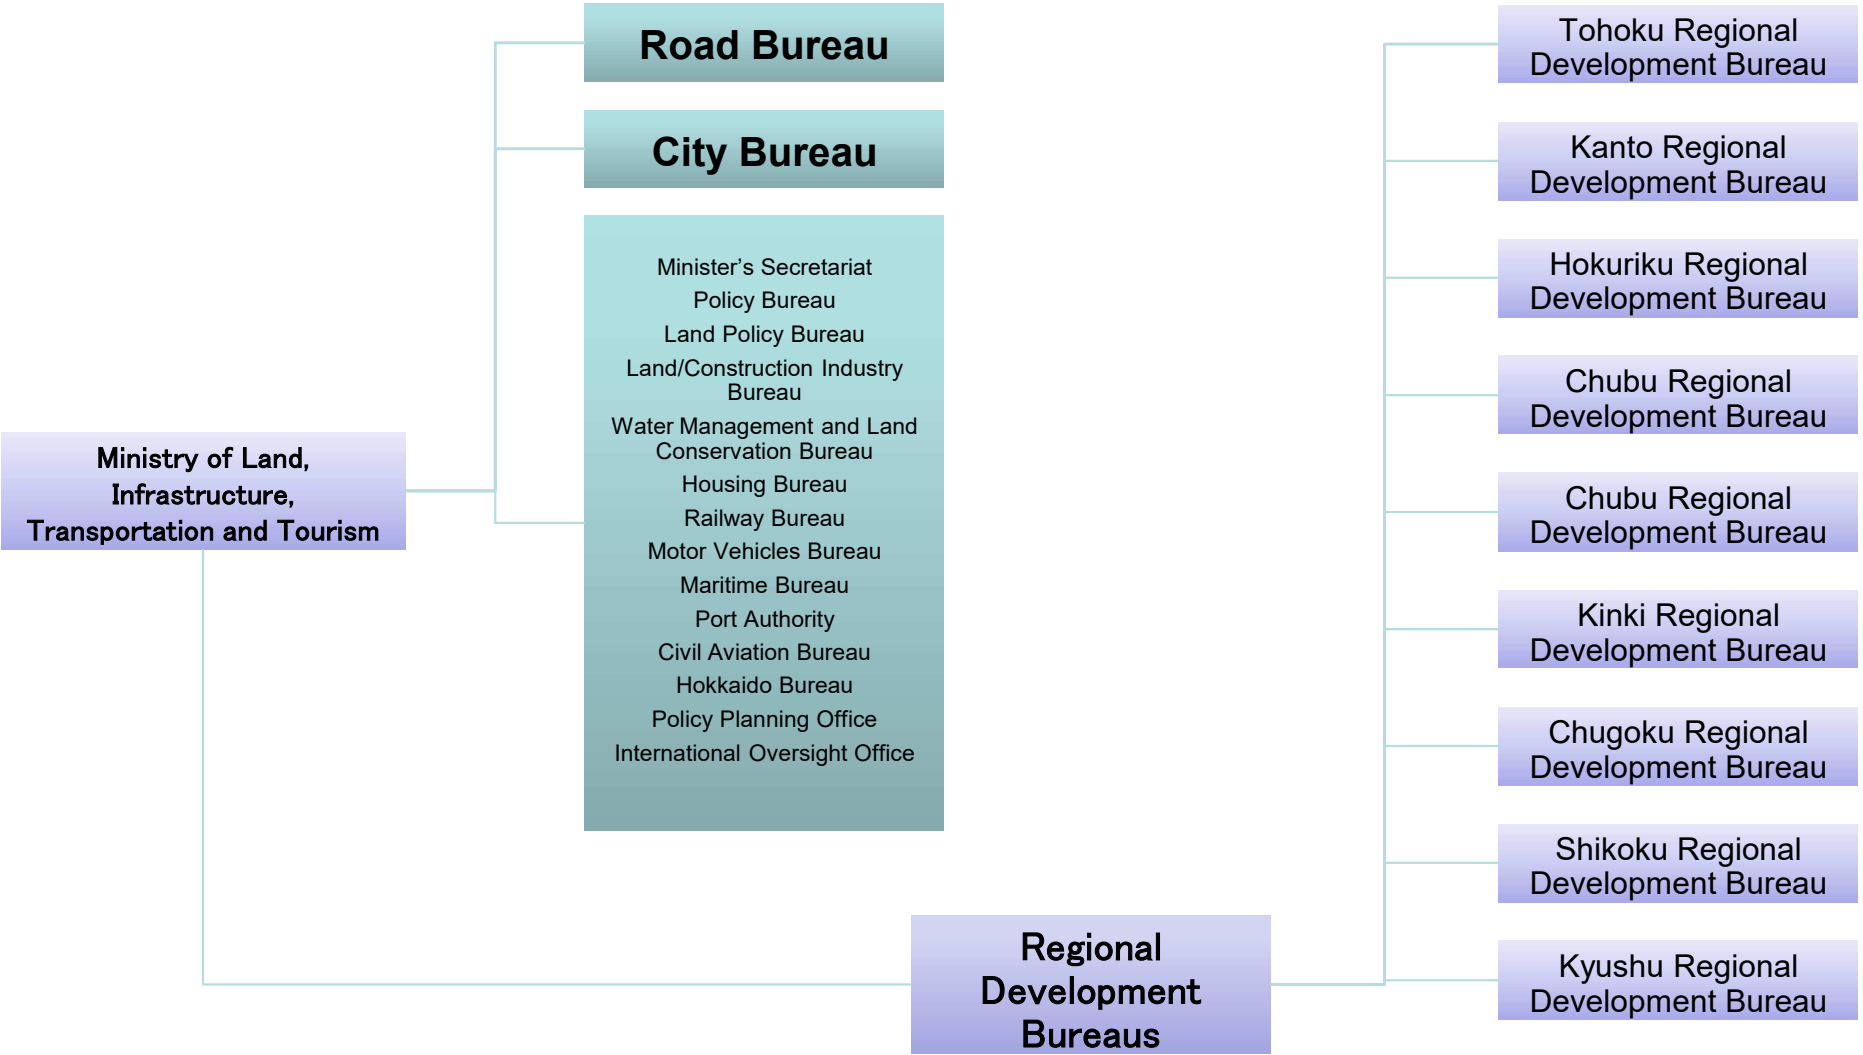 Road Bureau
City Bureau
Minister’s Secretariat
Policy Bureau
Land Policy Bureau
Land/Construction Industry
Bureau
Water Management and Land
Conservation Bureau
Housing Bureau
Railway Bureau
Motor Vehicles Bureau
Maritime Bureau
Port Authority
Civil Aviation Bureau
Hokkaido Bureau
Policy Planning Office
International Oversight Office
Ministry of Land,
Infrastructure,
Transportation and Tourism
Regional
Development
Bureaus
Tohoku Regional
Development Bureau
Kanto Regional
Development Bureau
Hokuriku Regional
Development Bureau
Chubu Regional
Development Bureau
Chubu Regional
Development Bureau
Kinki Regional
Development Bureau
Chugoku Regional
Development Bureau
Shikoku Regional
Development Bureau
Kyushu Regional
Development Bureau